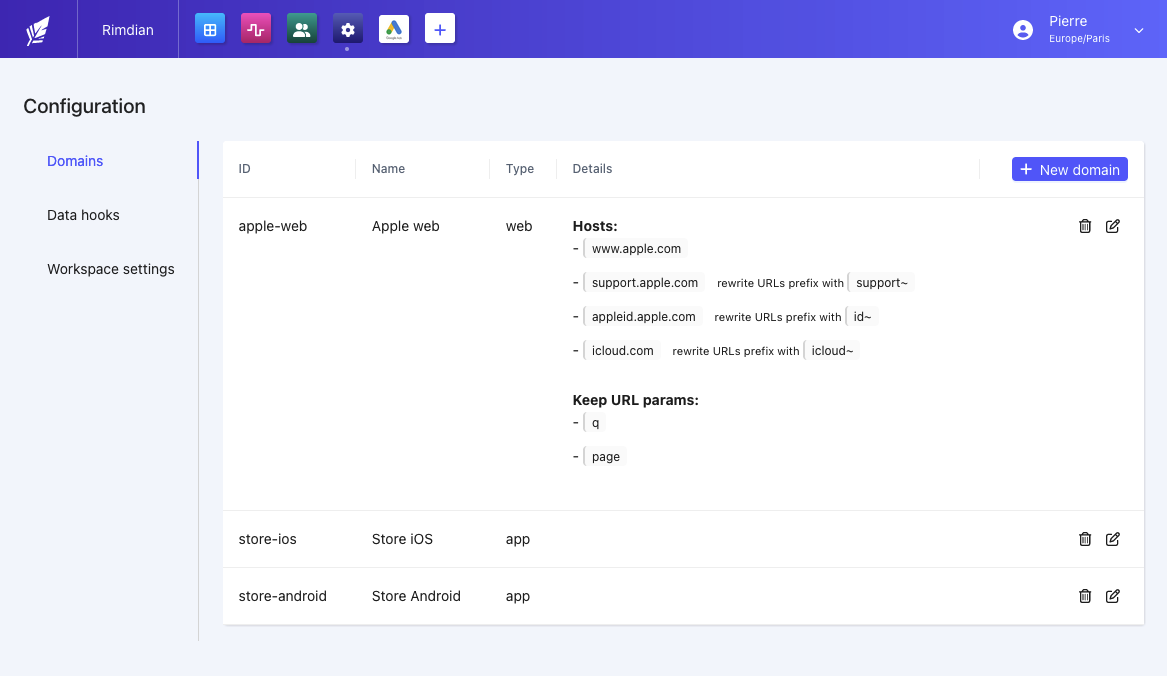 Rimdian
Pierre
Europe/Paris
Configuration
Domains
Data hooks
Workspace settings
ID Name Type Details + New domain
apple-web Apple web web Hosts:
- www.apple.com
- support.apple.com rewrite URLs prefix with support~
- appleid.apple.com rewrite URLs prefix with id~
- icloud.com rewrite URLs prefix with icloud~
Keep URL params:
- q
- page
store-ios Store iOS app
store-android Store Android app